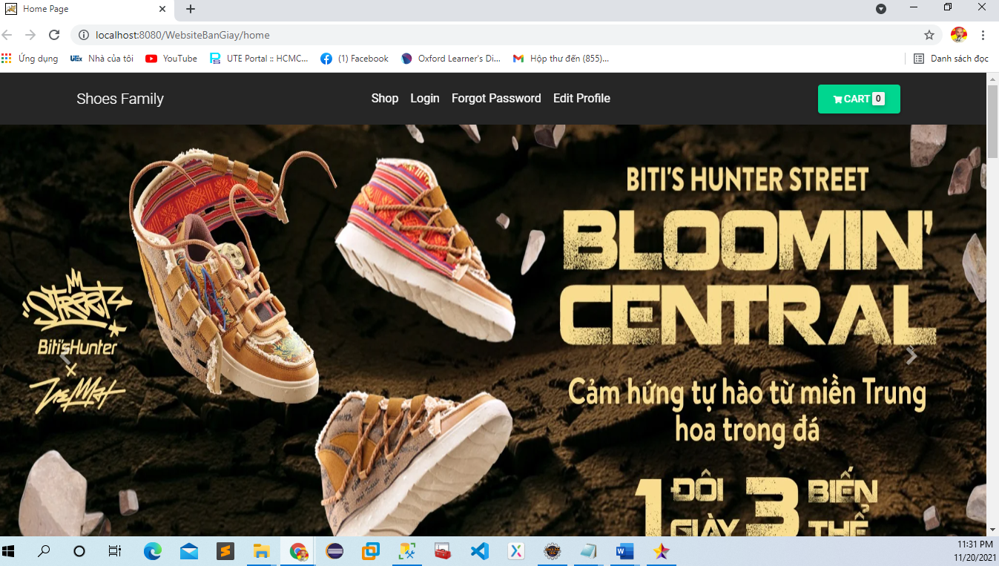 Home Page
localhost:8080/WebsiteBanGiay/home
Ứng dụng
Nhà của tôi
YouTube
UTE Portal :: HCMC...
(1) Facebook
Oxford Learner's Di...
Hộp thư đến (855)...
Danh sách đọc
Shoes Family
Shop
Login
Forgot Password
Edit Profile
CART 0
BITI'S HUNTER STREET
BLOOMIN'
CENTRAL
Cảm hứng tự hào từ miền Trung
hoa trong đá
1 ĐÔI GIÀY 3 BIẾN THỂ
STREET
Biti'sHunter
x
11:31 PM
11/20/2021